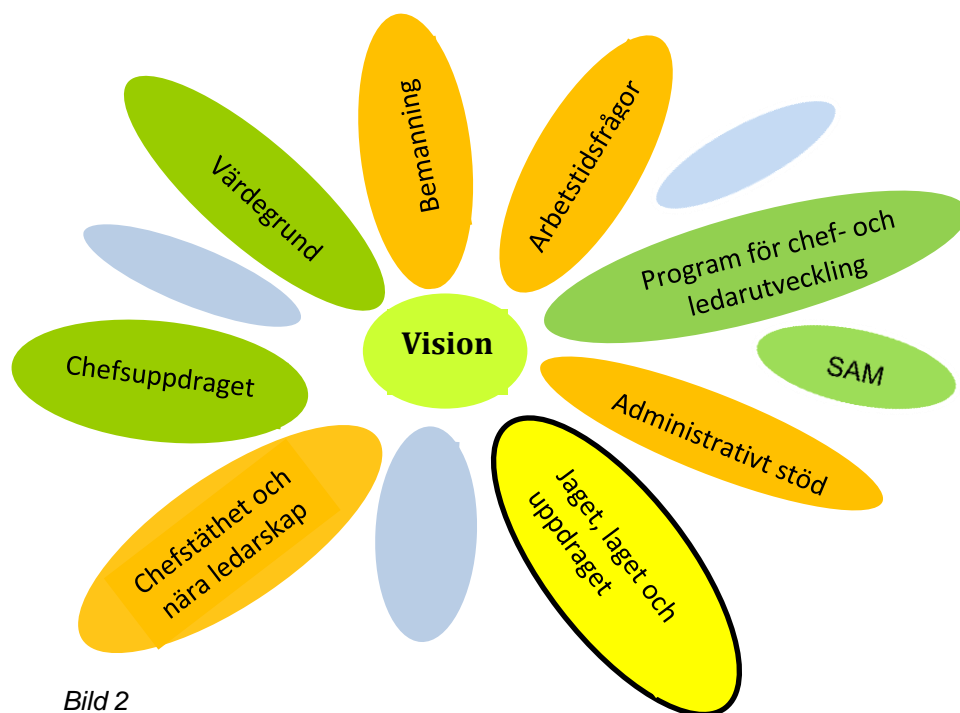 Bemanning
Arbetstidsfrågor
Värdegrund
Program för chef- och
ledarutveckling
Vision
Chefsuppdraget
SAM
Administrativt stöd
Chefstäthet och
nära ledarskap
Jaget, laget och
uppdraget
Bild 2